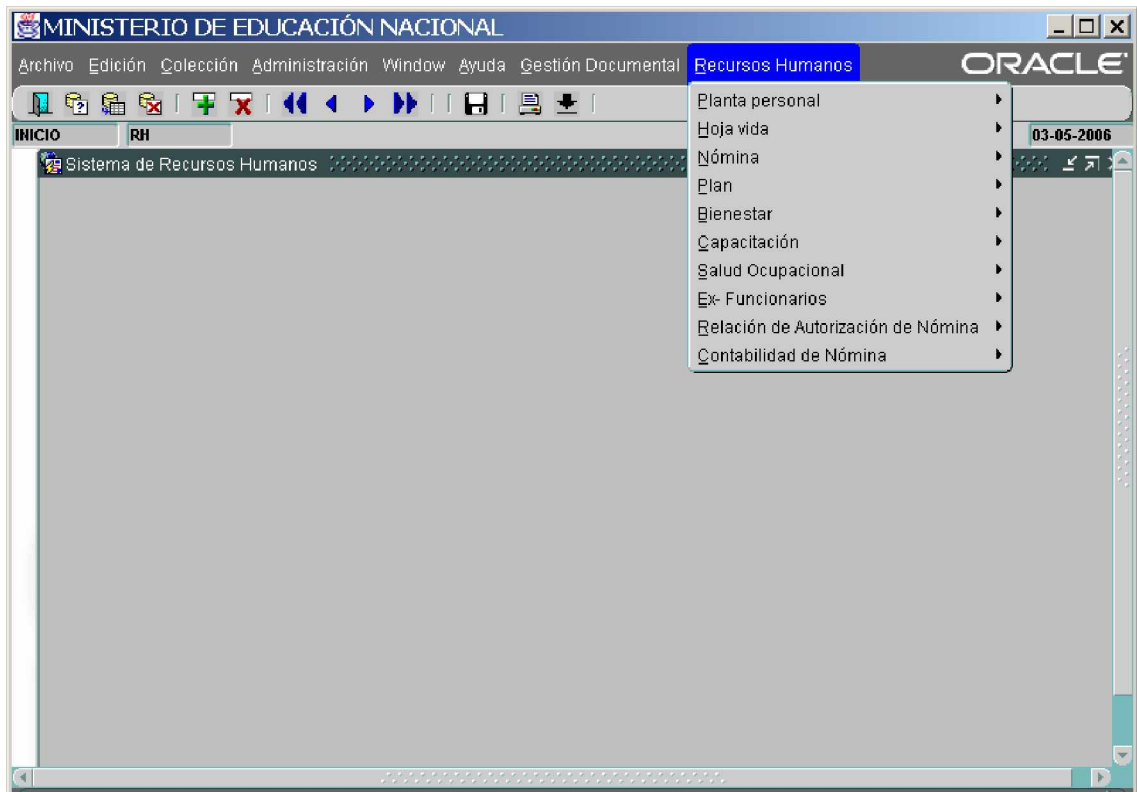 MINISTERIO DE EDUCACIÓN NACIONAL
Archivo Edición Colección Administración Window Ayuda Gestión Documental Recursos Humanos ORACLE
INICIO RH 03-05-2006
Sistema de Recursos Humanos
Planta personal
Hoja vida
Nómina
Plan
Bienestar
Capacitación
Salud Ocupacional
Ex- Funcionarios
Relación de Autorización de Nómina
Contabilidad de Nómina